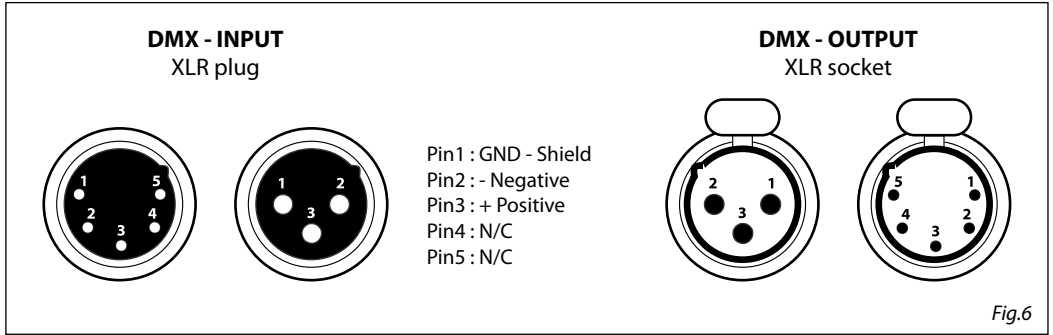 DMX - INPUT
XLR plug
1 5
2 4
3
1 2
3
Pin1 : GND - Shield
Pin2 : - Negative
Pin3 : + Positive
Pin4 : N/C
Pin5 : N/C
DMX - OUTPUT
XLR socket
2 1
3
5 1
4 2
3
Fig.6